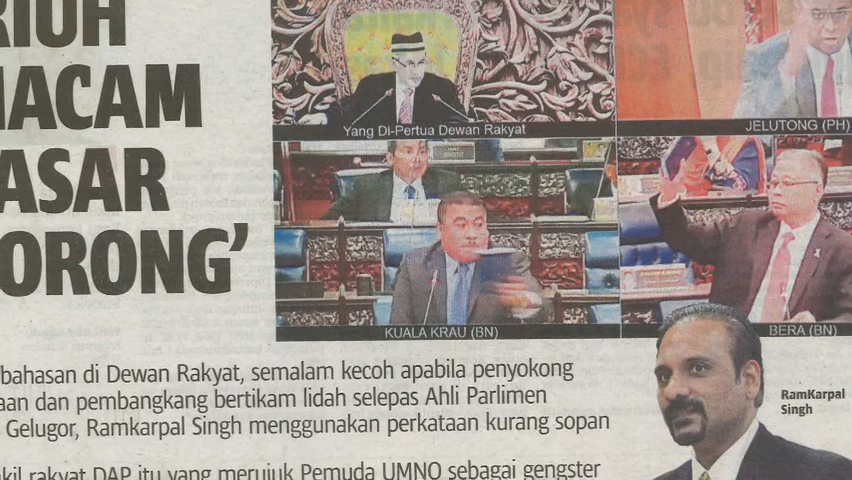 RIUH
MACAM
PASAR
BORONG'
Yang Di-Pertua Dewan Rakyat
JELUTONG (PH)
KUALA KRAU (BN)
BERA (BN)
RamKarpal
Singh
bahasan di Dewan Rakyat, semalam kecoh apabila penyokong
aan dan pembangkang bertikam lidah selepas Ahli Parlimen
Gelugor, Ramkarpal Singh menggunakan perkataan kurang sopan
kil rakyat DAP itu yang merujuk Pemuda UMNO sebagai gengster